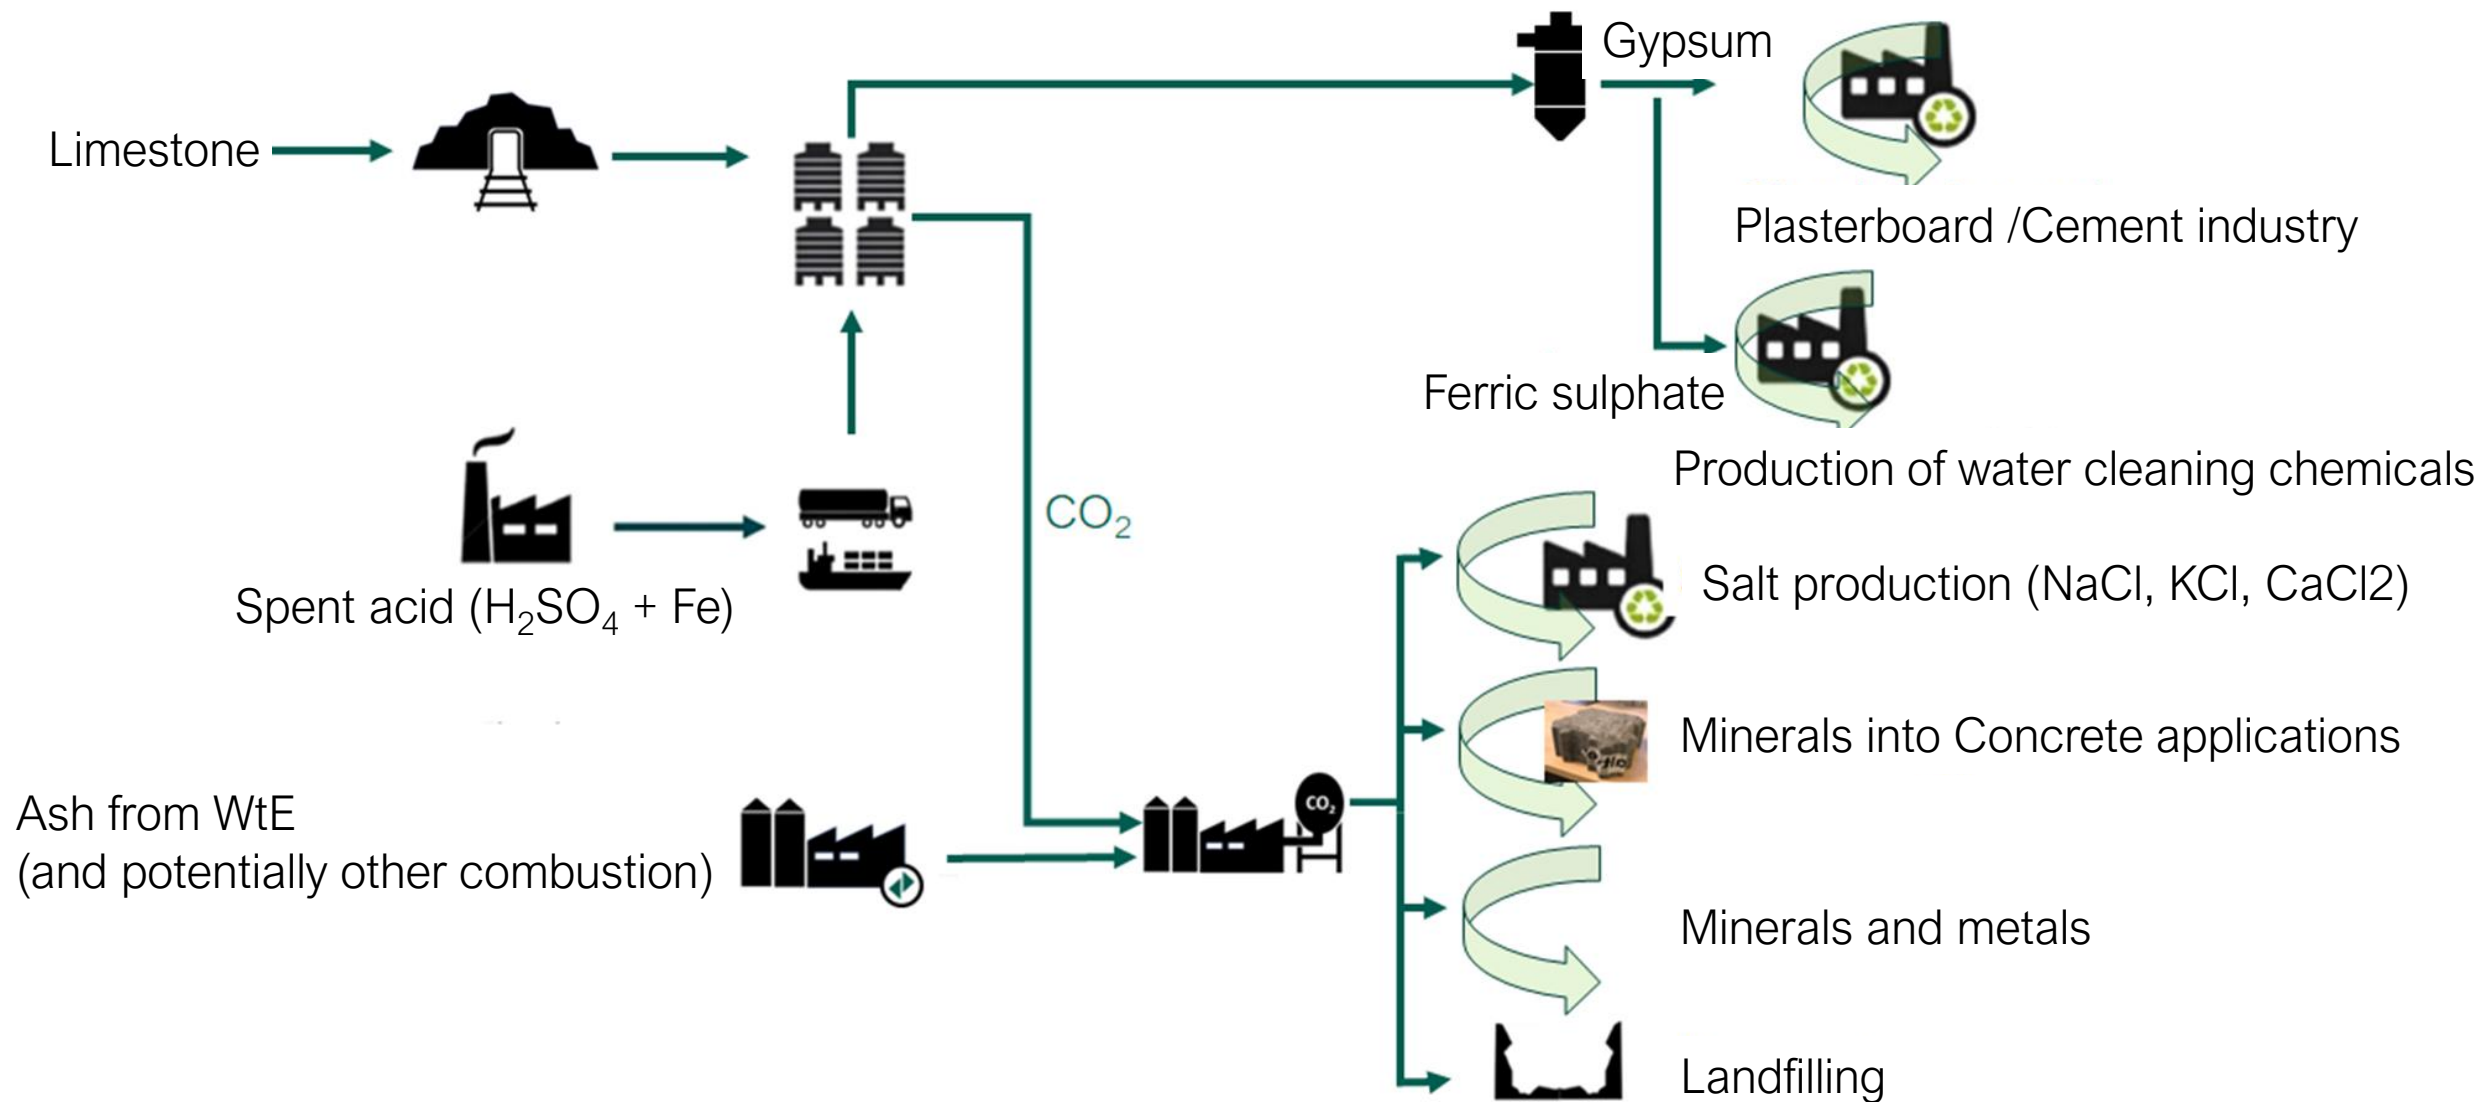 Gypsum
Limestone
Plasterboard /Cement industry
Ferric sulphate
Production of water cleaning chemicals
CO₂
Salt production (NaCl, KCl, CaCl2)
Spent acid (H₂SO₄ + Fe)
Minerals into Concrete applications
Ash from WtE
(and potentially other combustion)
CO₂
Minerals and metals
Landfilling